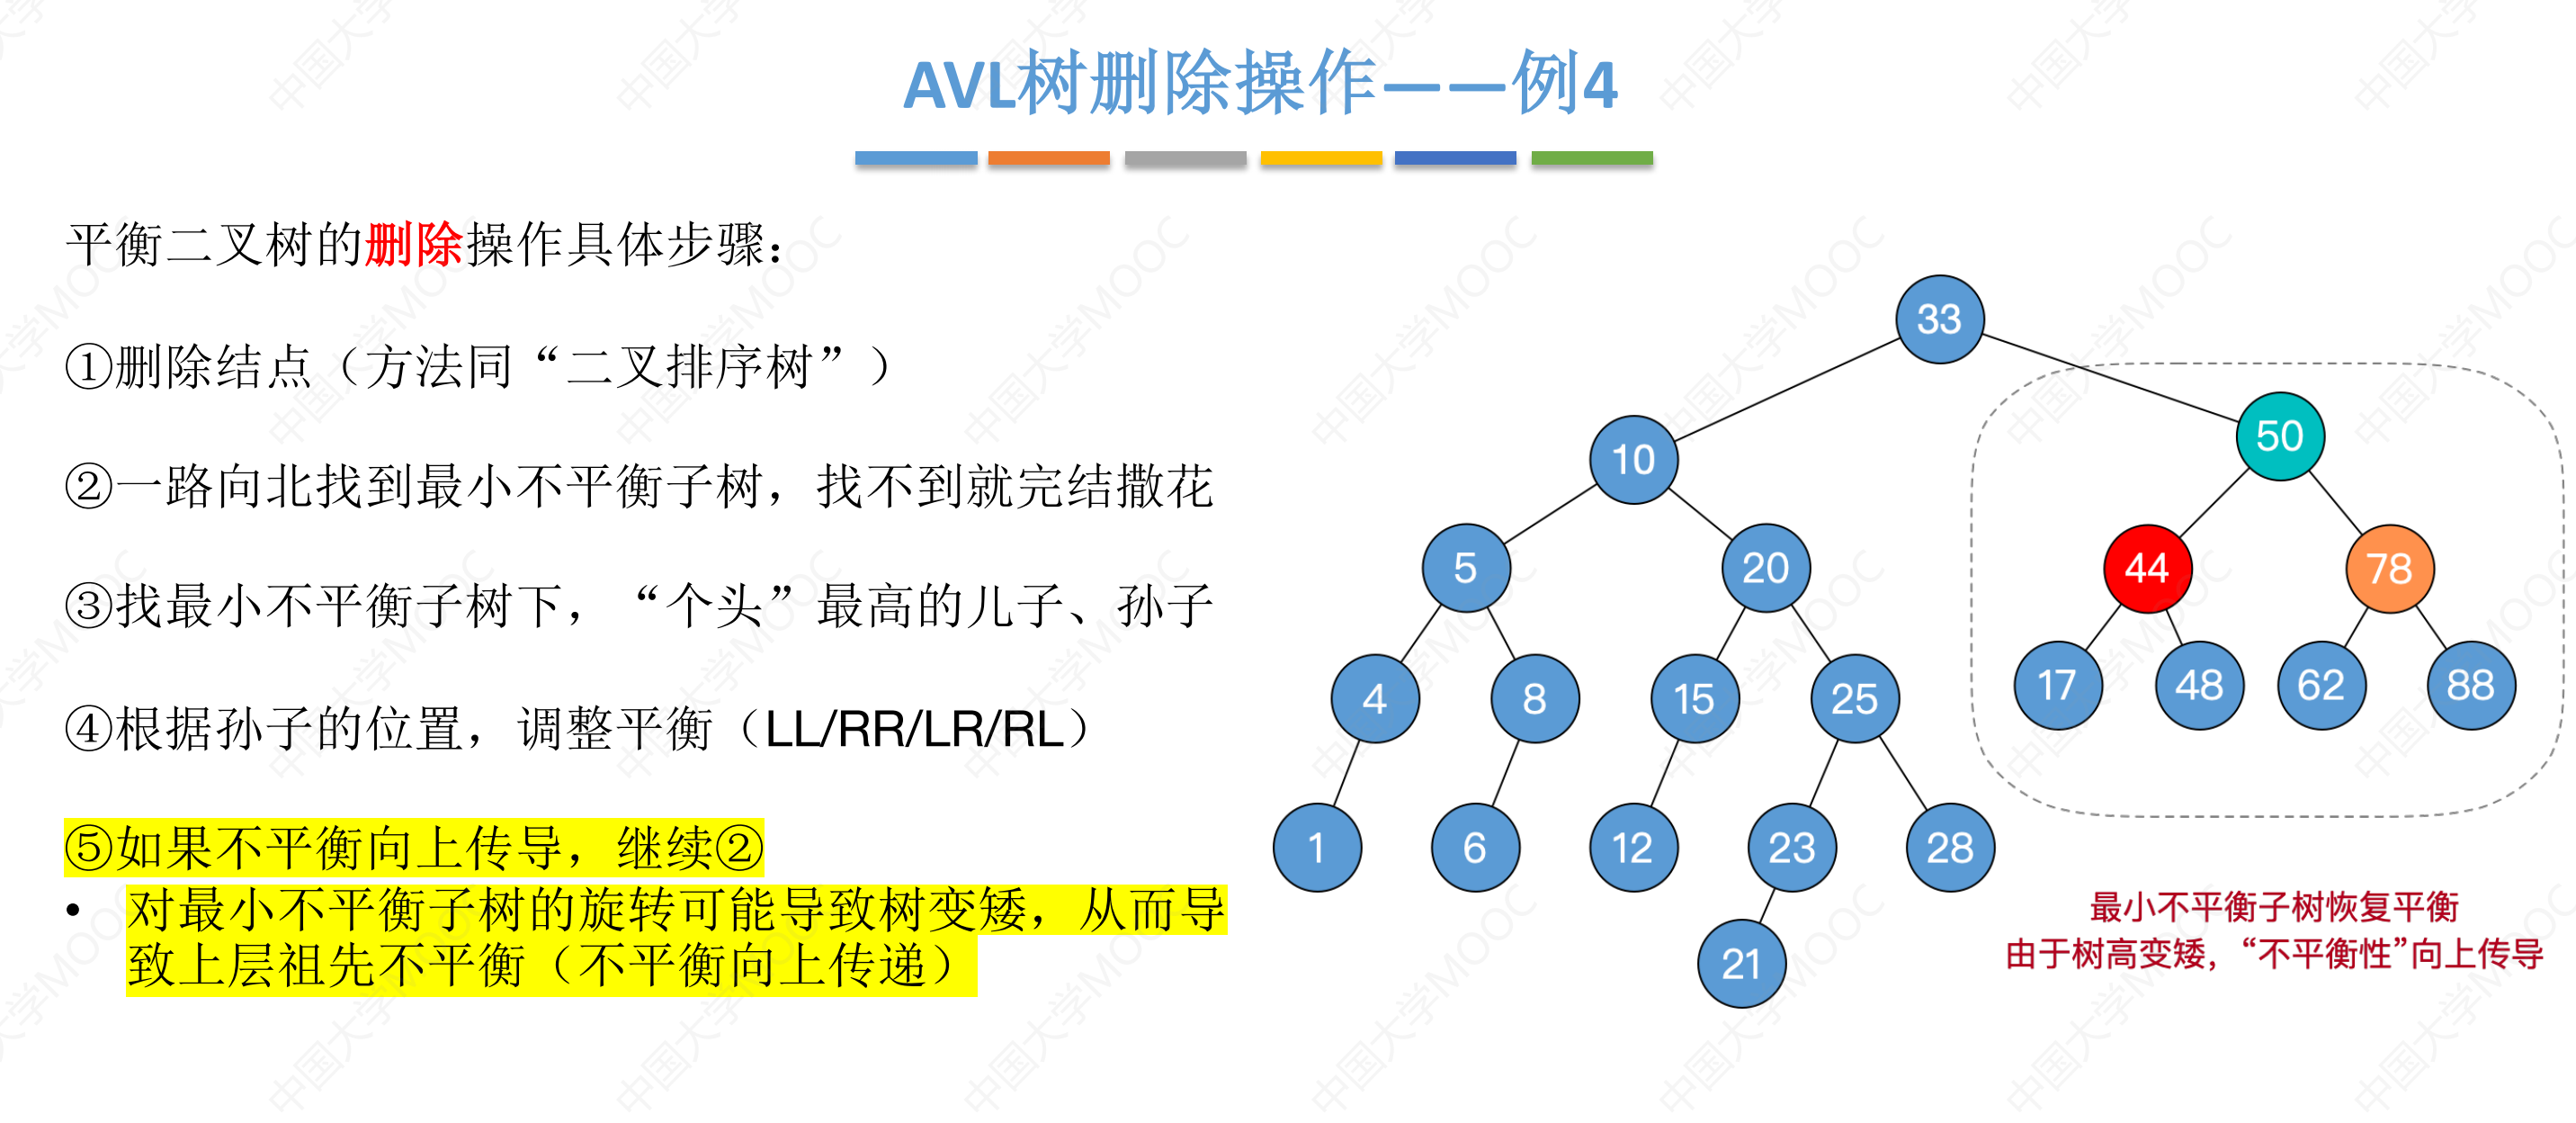 AVL树删除操作——例4
平衡二叉树的删除操作具体步骤：
①删除结点（方法同“二叉排序树”）
②一路向北找到最小不平衡子树，找不到就完结撒花
③找最小不平衡子树下，“个头”最高的儿子、孙子
④根据孙子的位置，调整平衡（LL/RR/LR/RL）
⑤如果不平衡向上传导，继续②
• 对最小不平衡子树的旋转可能导致树变矮，从而导
致上层祖先不平衡（不平衡向上传递）
33
10
50
5
20
44
78
4
8
15
25
17
48
62
88
1
6
12
23
28
21
最小不平衡子树恢复平衡
由于树高变矮，“不平衡性”向上传导
中国大学MOOC